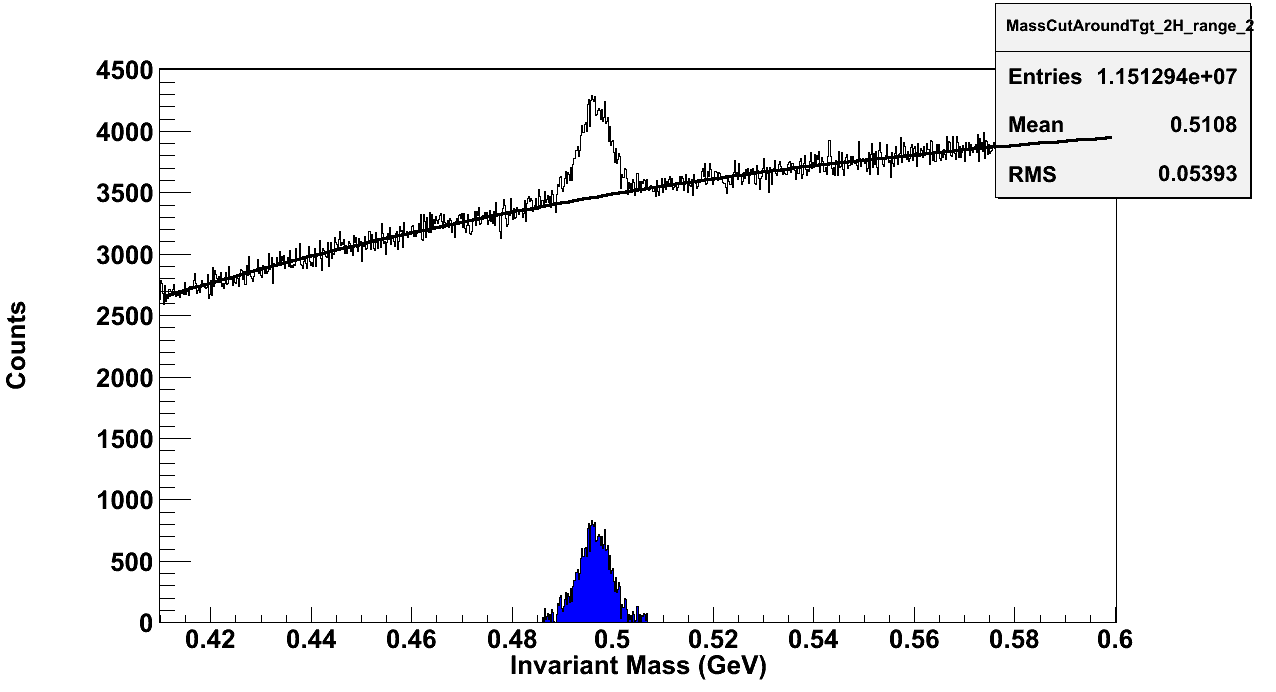 MassCutAroundTgt_2H_range_2
Entries 1.151294e+07
Mean 0.5108
RMS 0.05393
4500
4000
3500
3000
2500
2000
1500
1000
500
0
Counts
0.42 0.44 0.46 0.48 0.5 0.52 0.54 0.56 0.58 0.6
Invariant Mass (GeV)